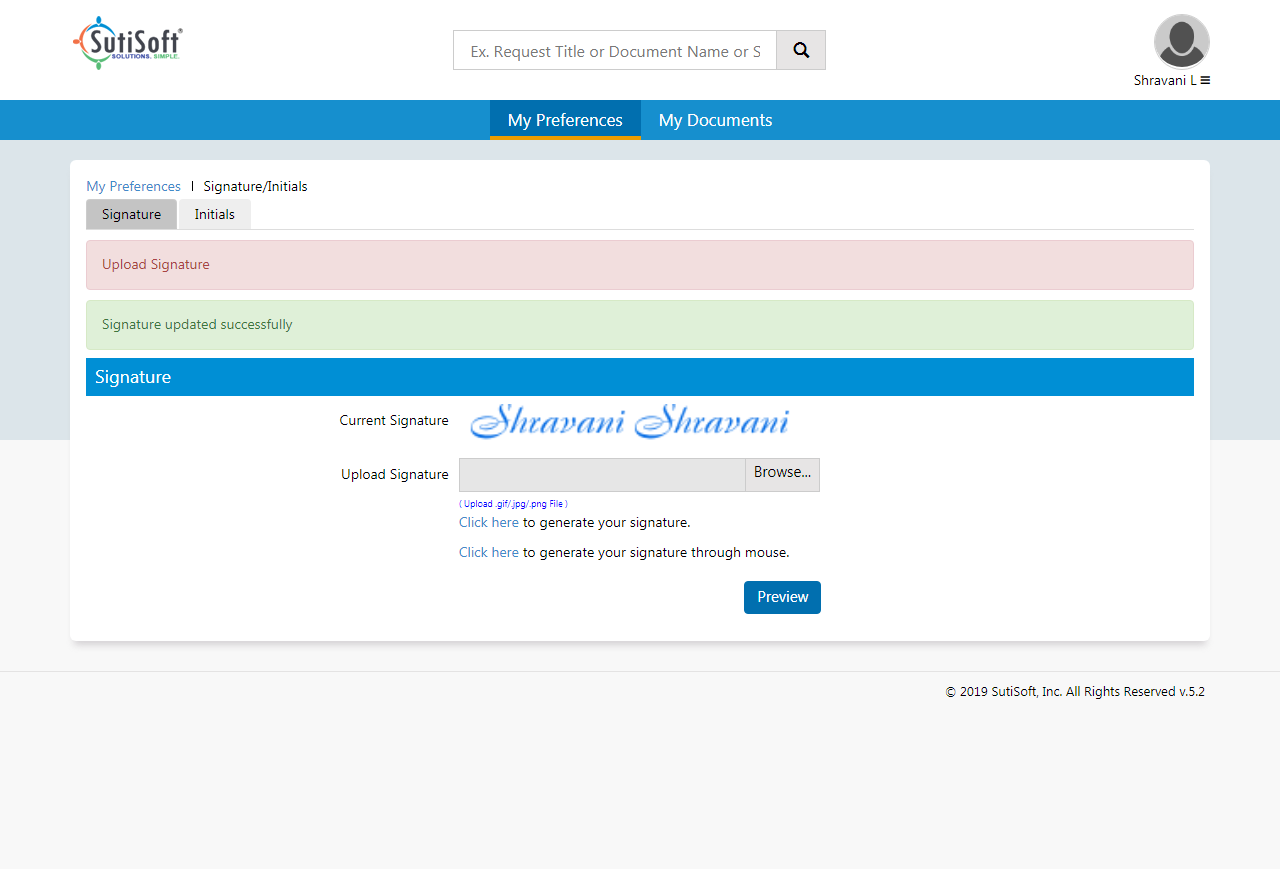 SutiSoft®
SOLUTIONS. SIMPLE.
Ex. Request Title or Document Name or S
Shravani L
My Preferences My Documents
My Preferences | Signature/Initials
Signature Initials
Upload Signature
Signature updated successfully
Signature
Current Signature Shravani Shravani
Upload Signature Browse...
( Upload .gif/.jpg/.png File )
Click here to generate your signature.
Click here to generate your signature through mouse.
Preview
© 2019 SutiSoft, Inc. All Rights Reserved v.5.2